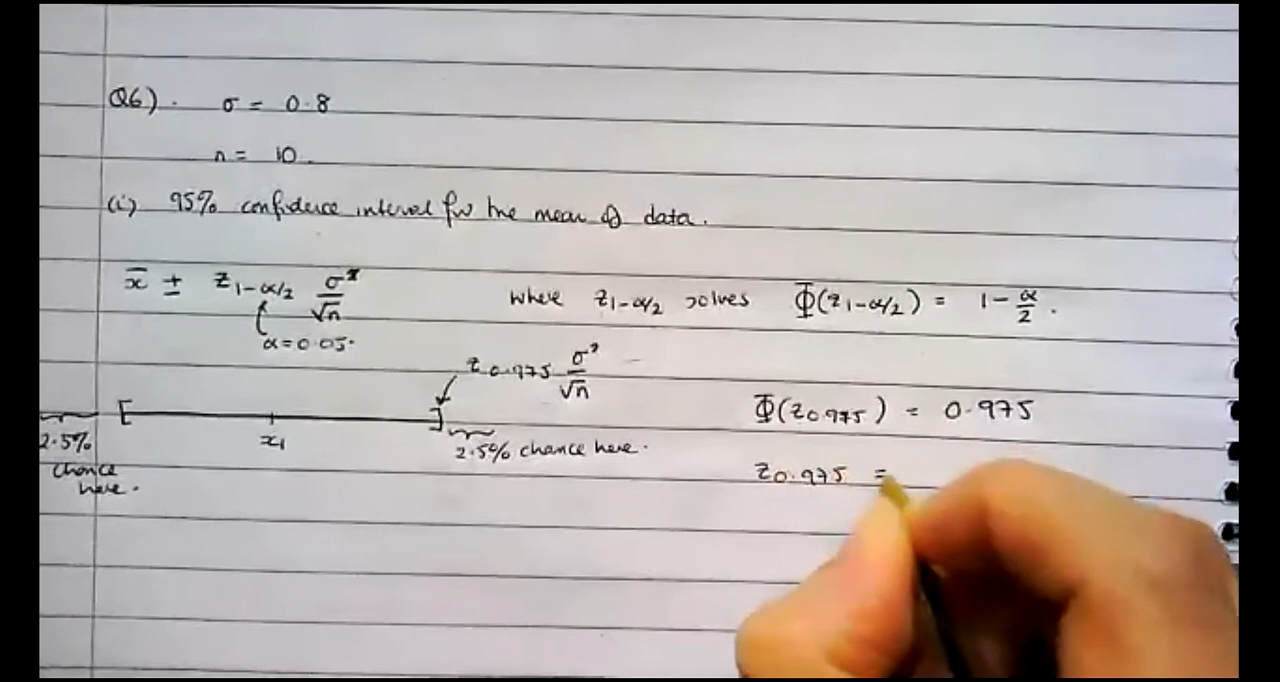 Q6). σ = 0.8
n = 10.
(i) 95% confidence interval for the mean of data.
x̄ ± z₁₋α/₂ σ²/√n where z₁₋α/₂ solves Φ(z₁₋α/₂) = 1 - α/2.
α = 0.05.
z₀.₉₇₅ σ²/√n
Φ(z₀.₉₇₅) = 0.975
[ ]
x₁
2.5% chance here.
2.5% chance here.
z₀.₉₇₅ =